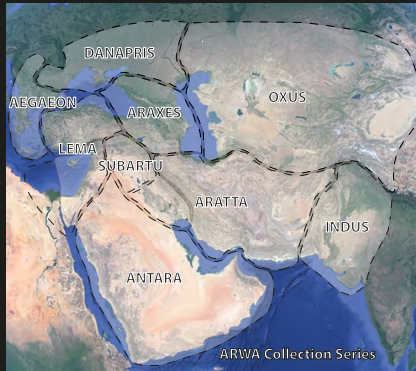 DANAPRIS
OXUS
AEGAEON
ARAXES
LEMA
SUBARTU
ARATTA
INDUS
ANTARA
ARWA Collection Series